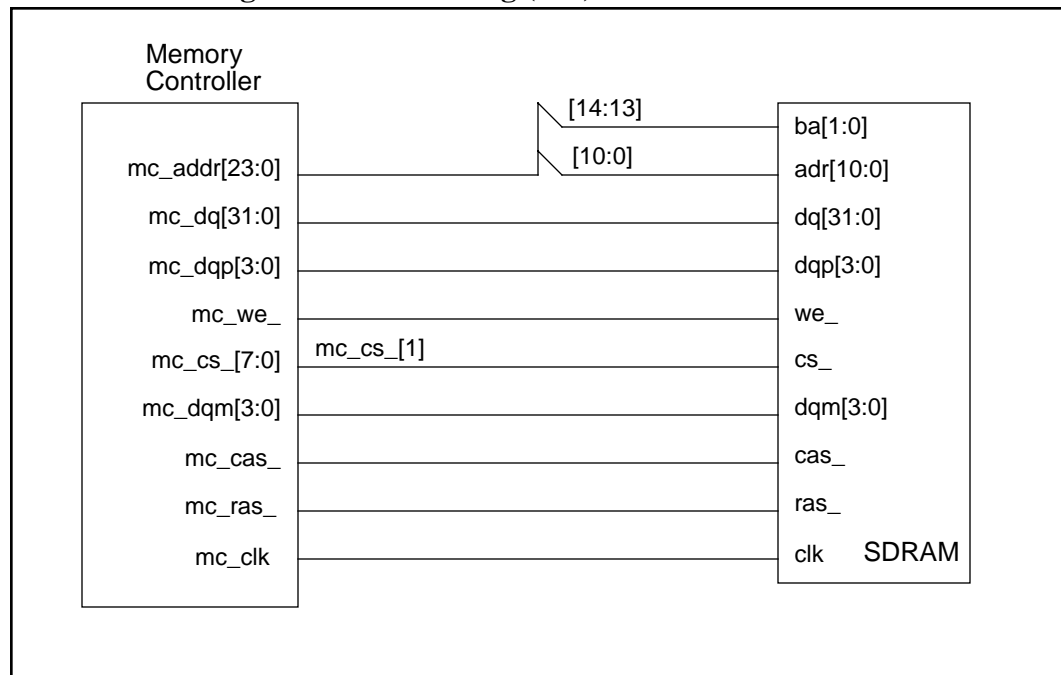 Memory
Controller
[14:13]
ba[1:0]
mc_addr[23:0]
[10:0]
adr[10:0]
mc_dq[31:0]
dq[31:0]
mc_dqp[3:0]
dqp[3:0]
mc_we_
we_
mc_cs_[7:0]
mc_cs_[1]
cs_
mc_dqm[3:0]
dqm[3:0]
mc_cas_
cas_
mc_ras_
ras_
mc_clk
clk
SDRAM